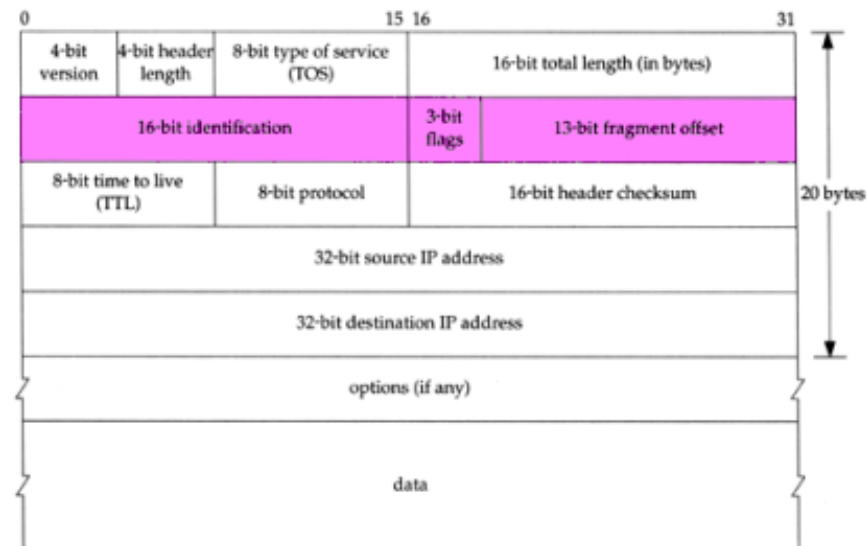 0 15 16 31
4-bit version
4-bit header length
8-bit type of service (TOS)
16-bit total length (in bytes)
16-bit identification
3-bit flags
13-bit fragment offset
8-bit time to live (TTL)
8-bit protocol
16-bit header checksum
20 bytes
32-bit source IP address
32-bit destination IP address
options (if any)
data